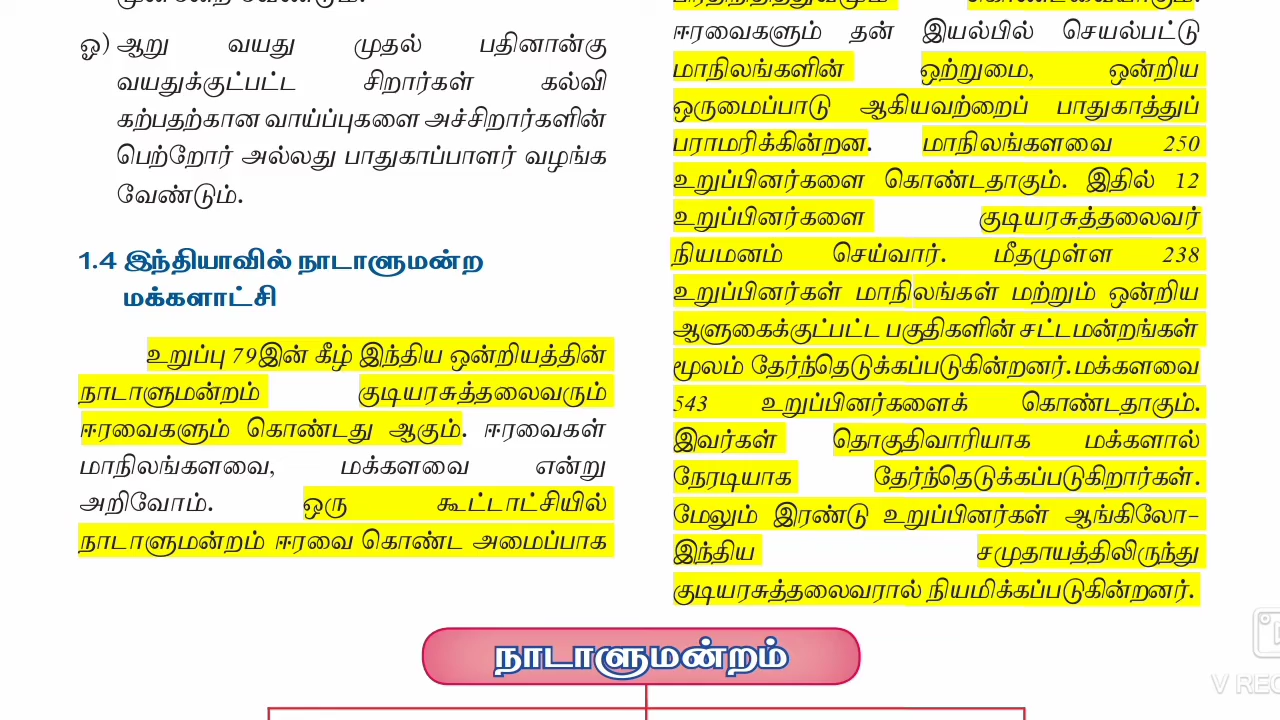 முன்னேற வேண்டும்.
ஓ) ஆறு வயது முதல் பதினான்கு
வயதுக்குட்பட்ட சிறார்கள் கல்வி
கற்பதற்கான வாய்ப்புகளை அச்சிறார்களின்
பெற்றோர் அல்லது பாதுகாப்பாளர் வழங்க
வேண்டும்.
1.4 இந்தியாவில் நாடாளுமன்ற
மக்களாட்சி
உறுப்பு 79இன் கீழ் இந்திய ஒன்றியத்தின்
நாடாளுமன்றம் குடியரசுத்தலைவரும்
ஈரவைகளும் கொண்டது ஆகும். ஈரவைகள்
மாநிலங்களவை, மக்களவை என்று
அறிவோம். ஒரு கூட்டாட்சியில்
நாடாளுமன்றம் ஈரவை கொண்ட அமைப்பாக
கொண்டவையாகும்.
ஈரவைகளும் தன் இயல்பில் செயல்பட்டு
மாநிலங்களின் ஒற்றுமை, ஒன்றிய
ஒருமைப்பாடு ஆகியவற்றைப் பாதுகாத்துப்
பராமரிக்கின்றன. மாநிலங்களவை 250
உறுப்பினர்களை கொண்டதாகும். இதில் 12
உறுப்பினர்களை குடியரசுத்தலைவர்
நியமனம் செய்வார். மீதமுள்ள 238
உறுப்பினர்கள் மாநிலங்கள் மற்றும் ஒன்றிய
ஆளுகைக்குட்பட்ட பகுதிகளின் சட்டமன்றங்கள்
மூலம் தேர்ந்தெடுக்கப்படுகின்றனர். மக்களவை
543 உறுப்பினர்களைக் கொண்டதாகும்.
இவர்கள் தொகுதிவாரியாக மக்களால்
நேரடியாக தேர்ந்தெடுக்கப்படுகிறார்கள்.
மேலும் இரண்டு உறுப்பினர்கள் ஆங்கிலோ-
இந்திய சமுதாயத்திலிருந்து
குடியரசுத்தலைவரால் நியமிக்கப்படுகின்றனர்.
நாடாளுமன்றம்
V REC